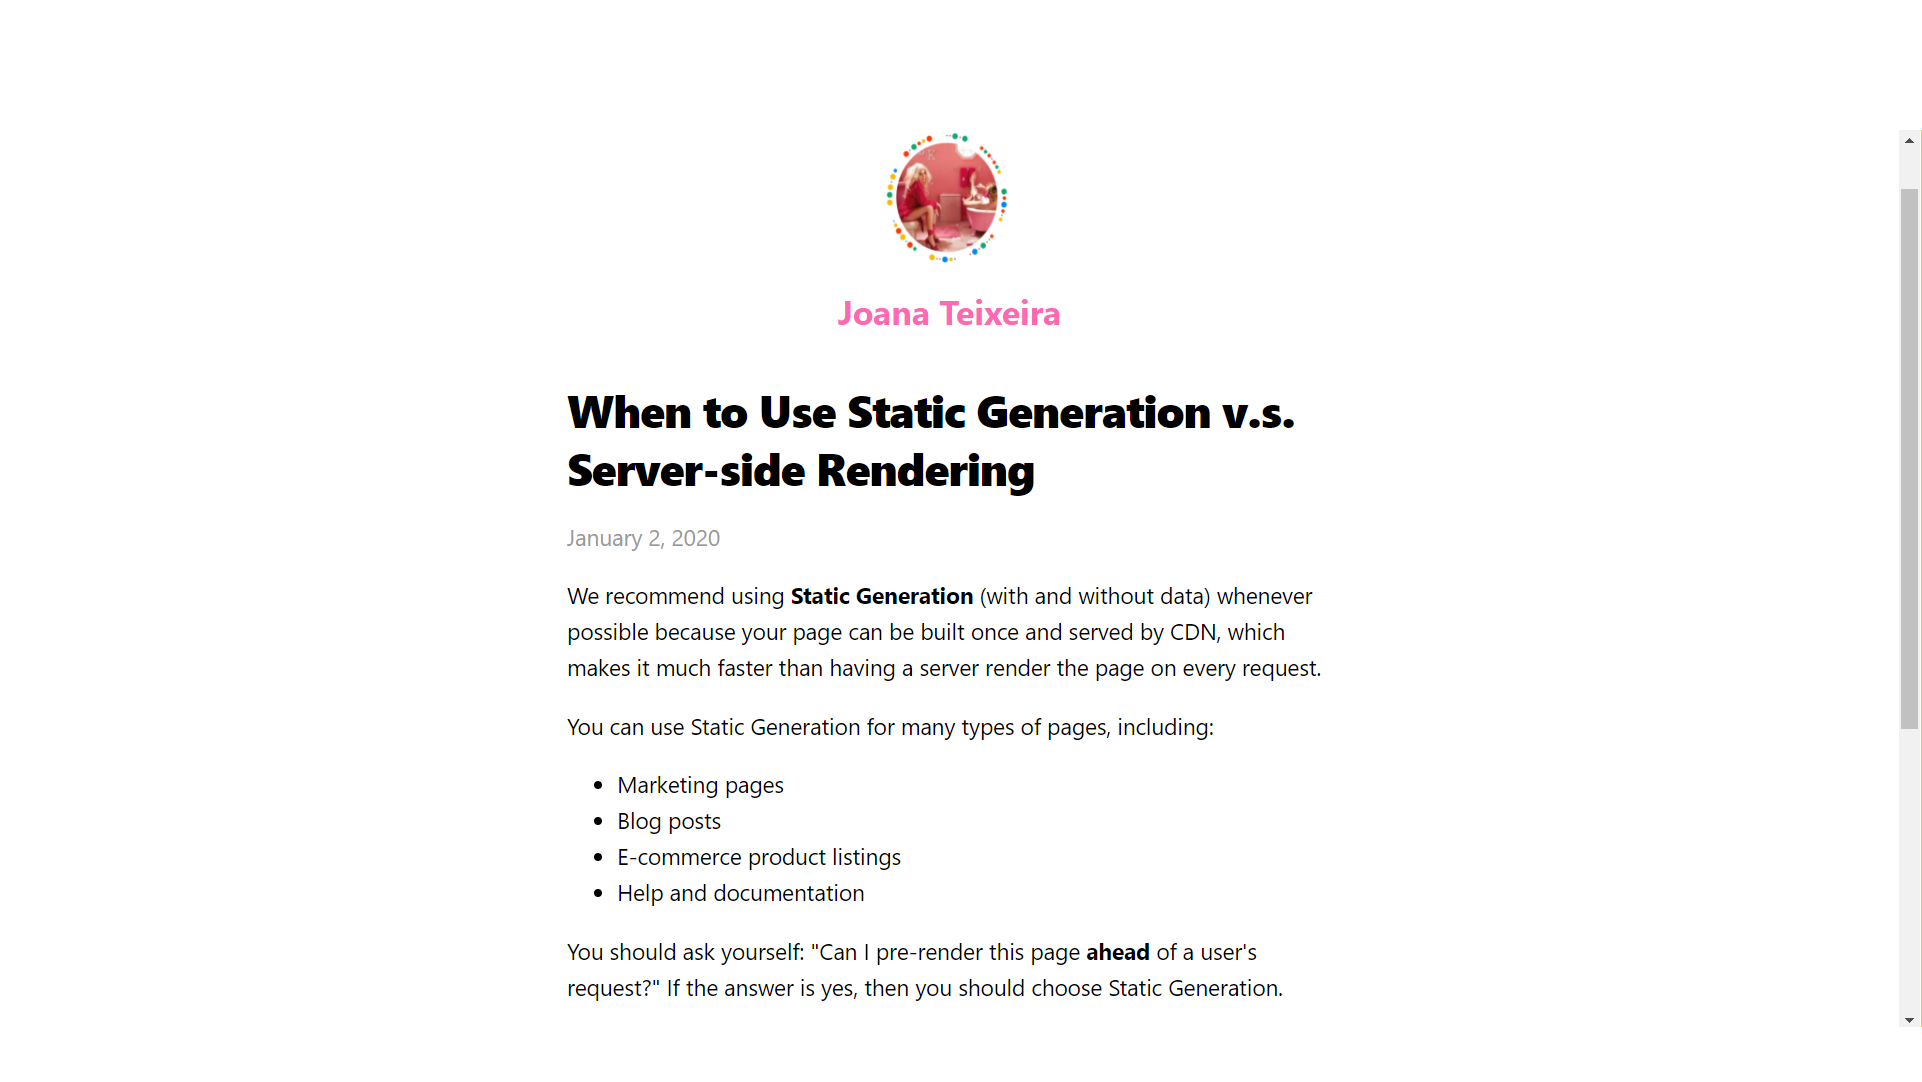 Joana Teixeira
When to Use Static Generation v.s.
Server-side Rendering
January 2, 2020
We recommend using Static Generation (with and without data) whenever
possible because your page can be built once and served by CDN, which
makes it much faster than having a server render the page on every request.
You can use Static Generation for many types of pages, including:
Marketing pages
Blog posts
E-commerce product listings
Help and documentation
You should ask yourself: "Can I pre-render this page ahead of a user's
request?" If the answer is yes, then you should choose Static Generation.